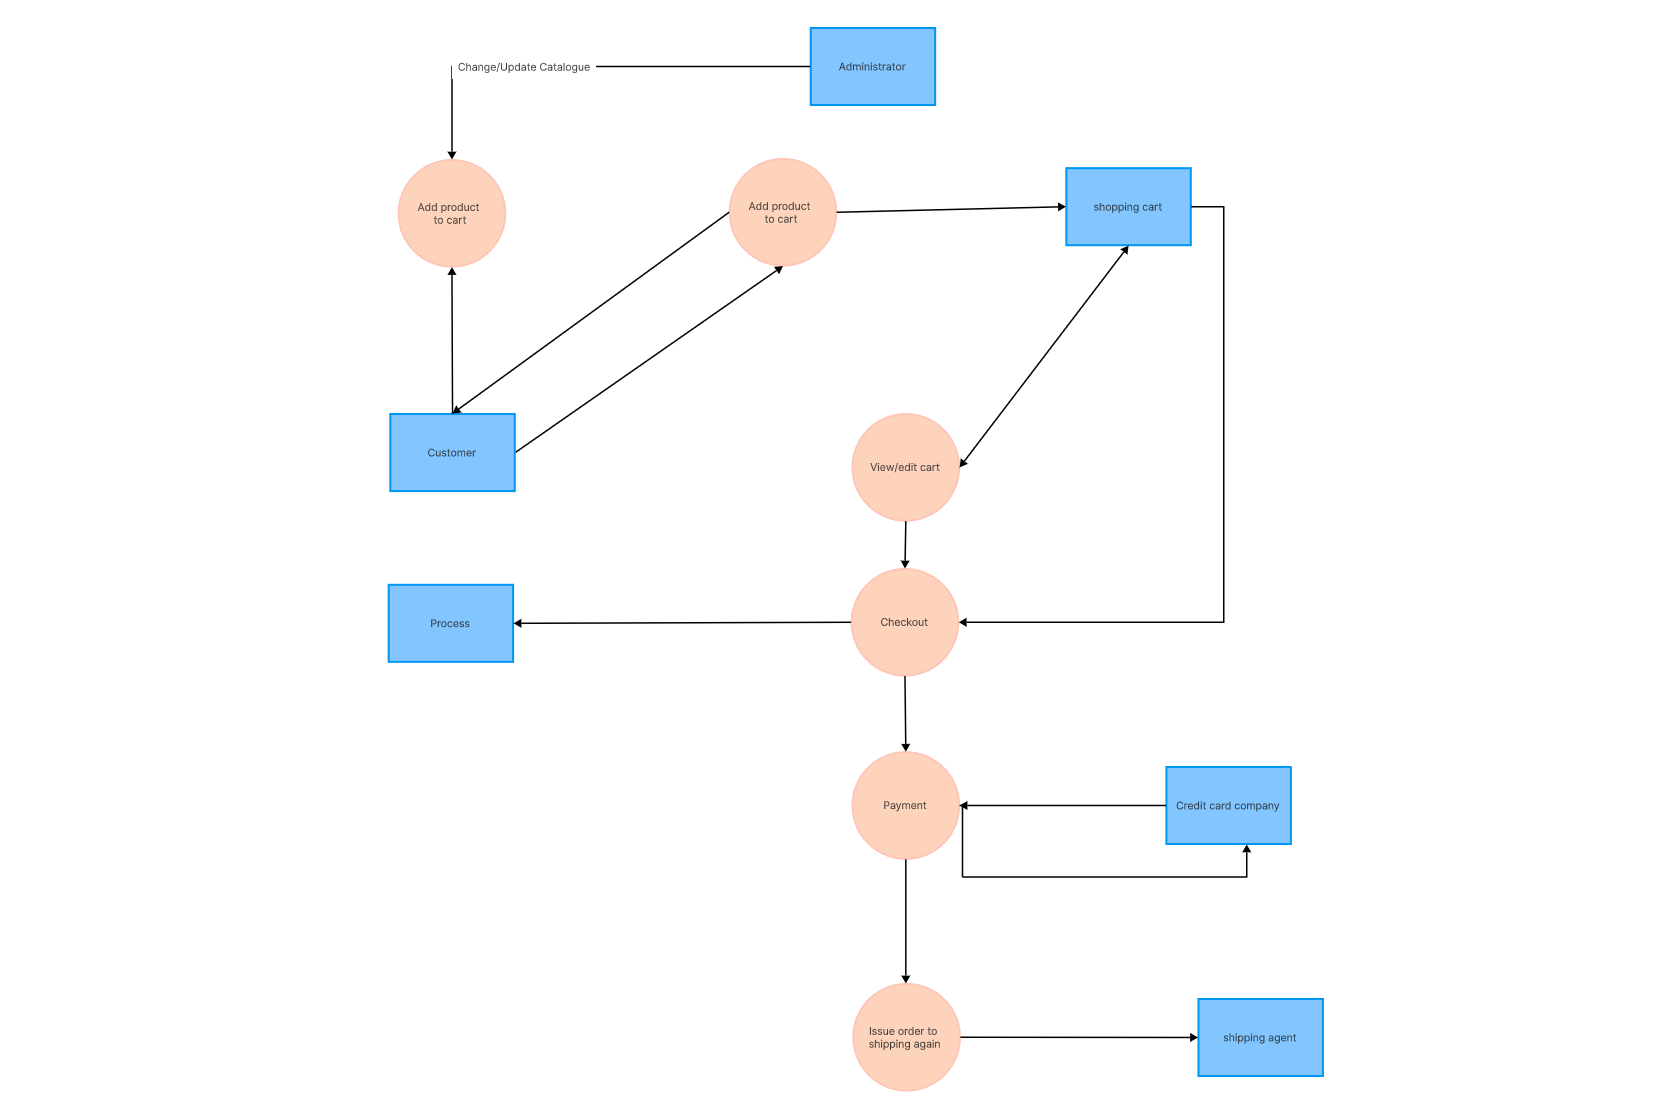 Change/Update Catalogue
Administrator
Add product
to cart
Add product
to cart
shopping cart
Customer
View/edit cart
Process
Checkout
Payment
Credit card company
Issue order to
shipping again
shipping agent